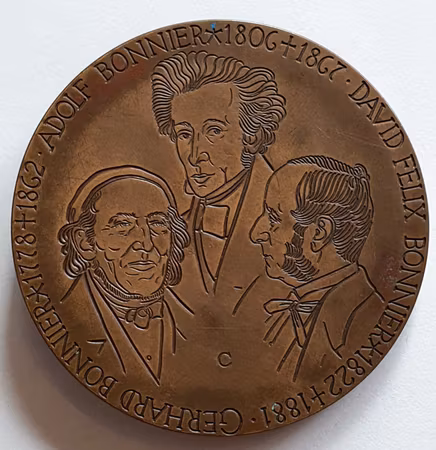 ADOLF BONNIER ☆ 1806 † 1867 · DAVID FELIX BONNIER ☆ 1822 † 1881 · GERHARD BONNIER ☆ 1778 † 1862 ·
C